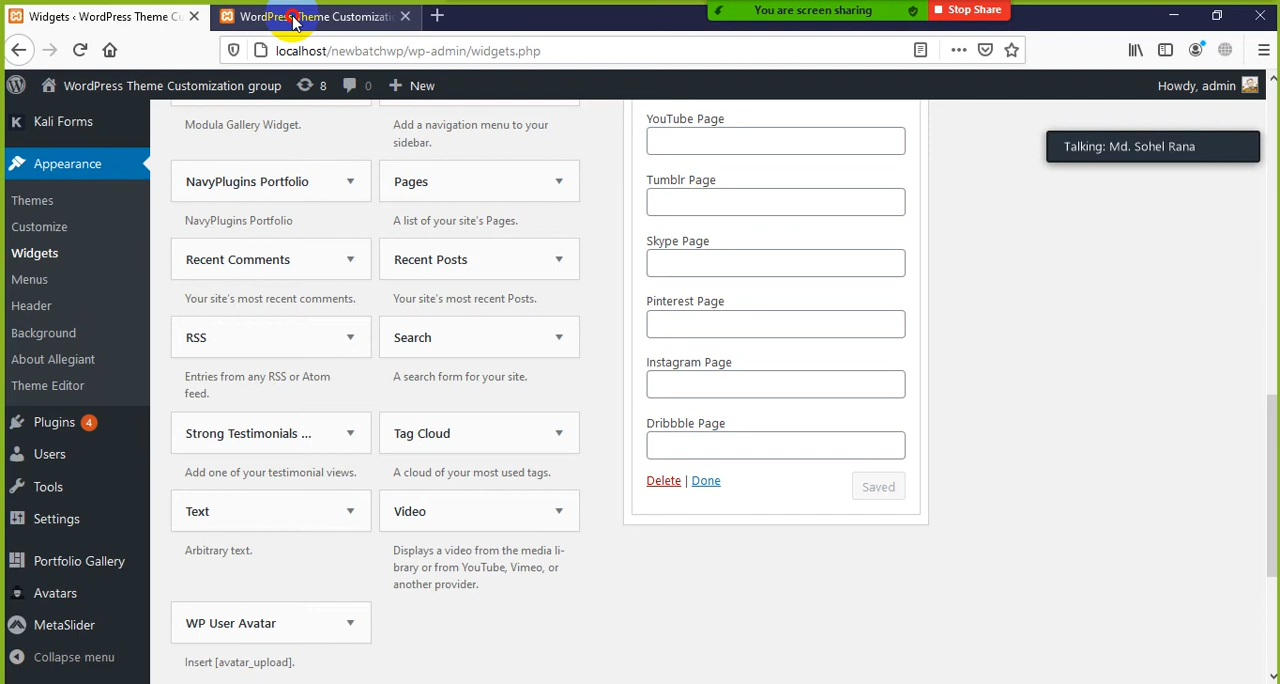 Widgets ‹ WordPress Theme Cu
WordPress Theme Customizati
You are screen sharing
Stop Share
localhost/newbatchwp/wp-admin/widgets.php
WordPress Theme Customization group
8
0
New
Howdy, admin
Talking: Md. Sohel Rana
Kali Forms
Appearance
Themes
Customize
Widgets
Menus
Header
Background
About Allegiant
Theme Editor
Plugins 4
Users
Tools
Settings
Portfolio Gallery
Avatars
MetaSlider
Collapse menu
Modula Gallery Widget.
Add a navigation menu to your
sidebar.
NavyPlugins Portfolio
Pages
NavyPlugins Portfolio
A list of your site's Pages.
Recent Comments
Recent Posts
Your site's most recent comments.
Your site's most recent Posts.
RSS
Search
Entries from any RSS or Atom
feed.
A search form for your site.
Strong Testimonials ...
Tag Cloud
Add one of your testimonial views.
A cloud of your most used tags.
Text
Video
Arbitrary text.
Displays a video from the media li-
brary or from YouTube, Vimeo, or
another provider.
WP User Avatar
Insert [avatar_upload].
YouTube Page
Tumblr Page
Skype Page
Pinterest Page
Instagram Page
Dribbble Page
Delete | Done
Saved